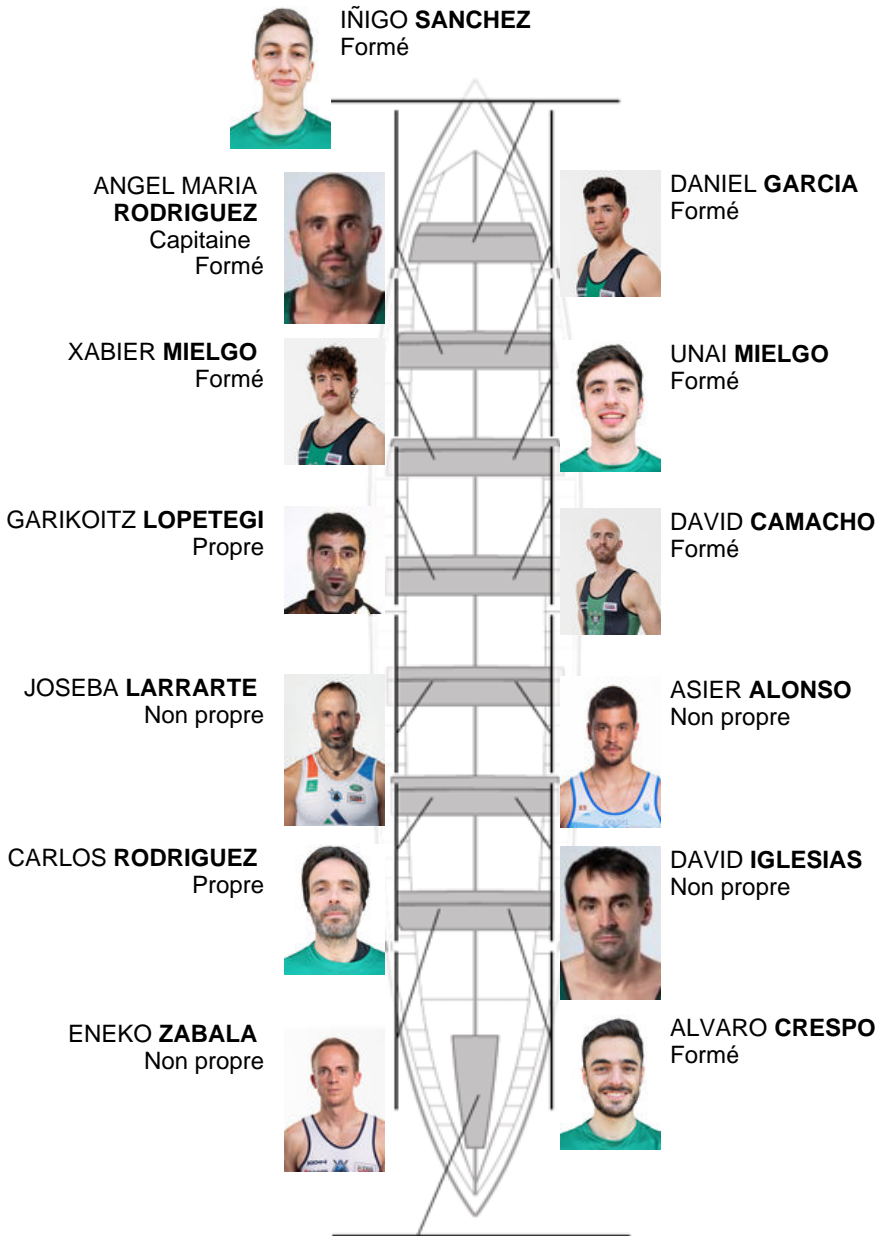 IÑIGO SANCHEZ
Formé
ANGEL MARIA
RODRIGUEZ
Capitaine
Formé
DANIEL GARCIA
Formé
XABIER MIELGO
Formé
UNAI MIELGO
Formé
GARIKOITZ LOPETEGI
Propre
DAVID CAMACHO
Formé
JOSEBA LARRARTE
Non propre
ASIER ALONSO
Non propre
CARLOS RODRIGUEZ
Propre
DAVID IGLESIAS
Non propre
ENEKO ZABALA
Non propre
ALVARO CRESPO
Formé